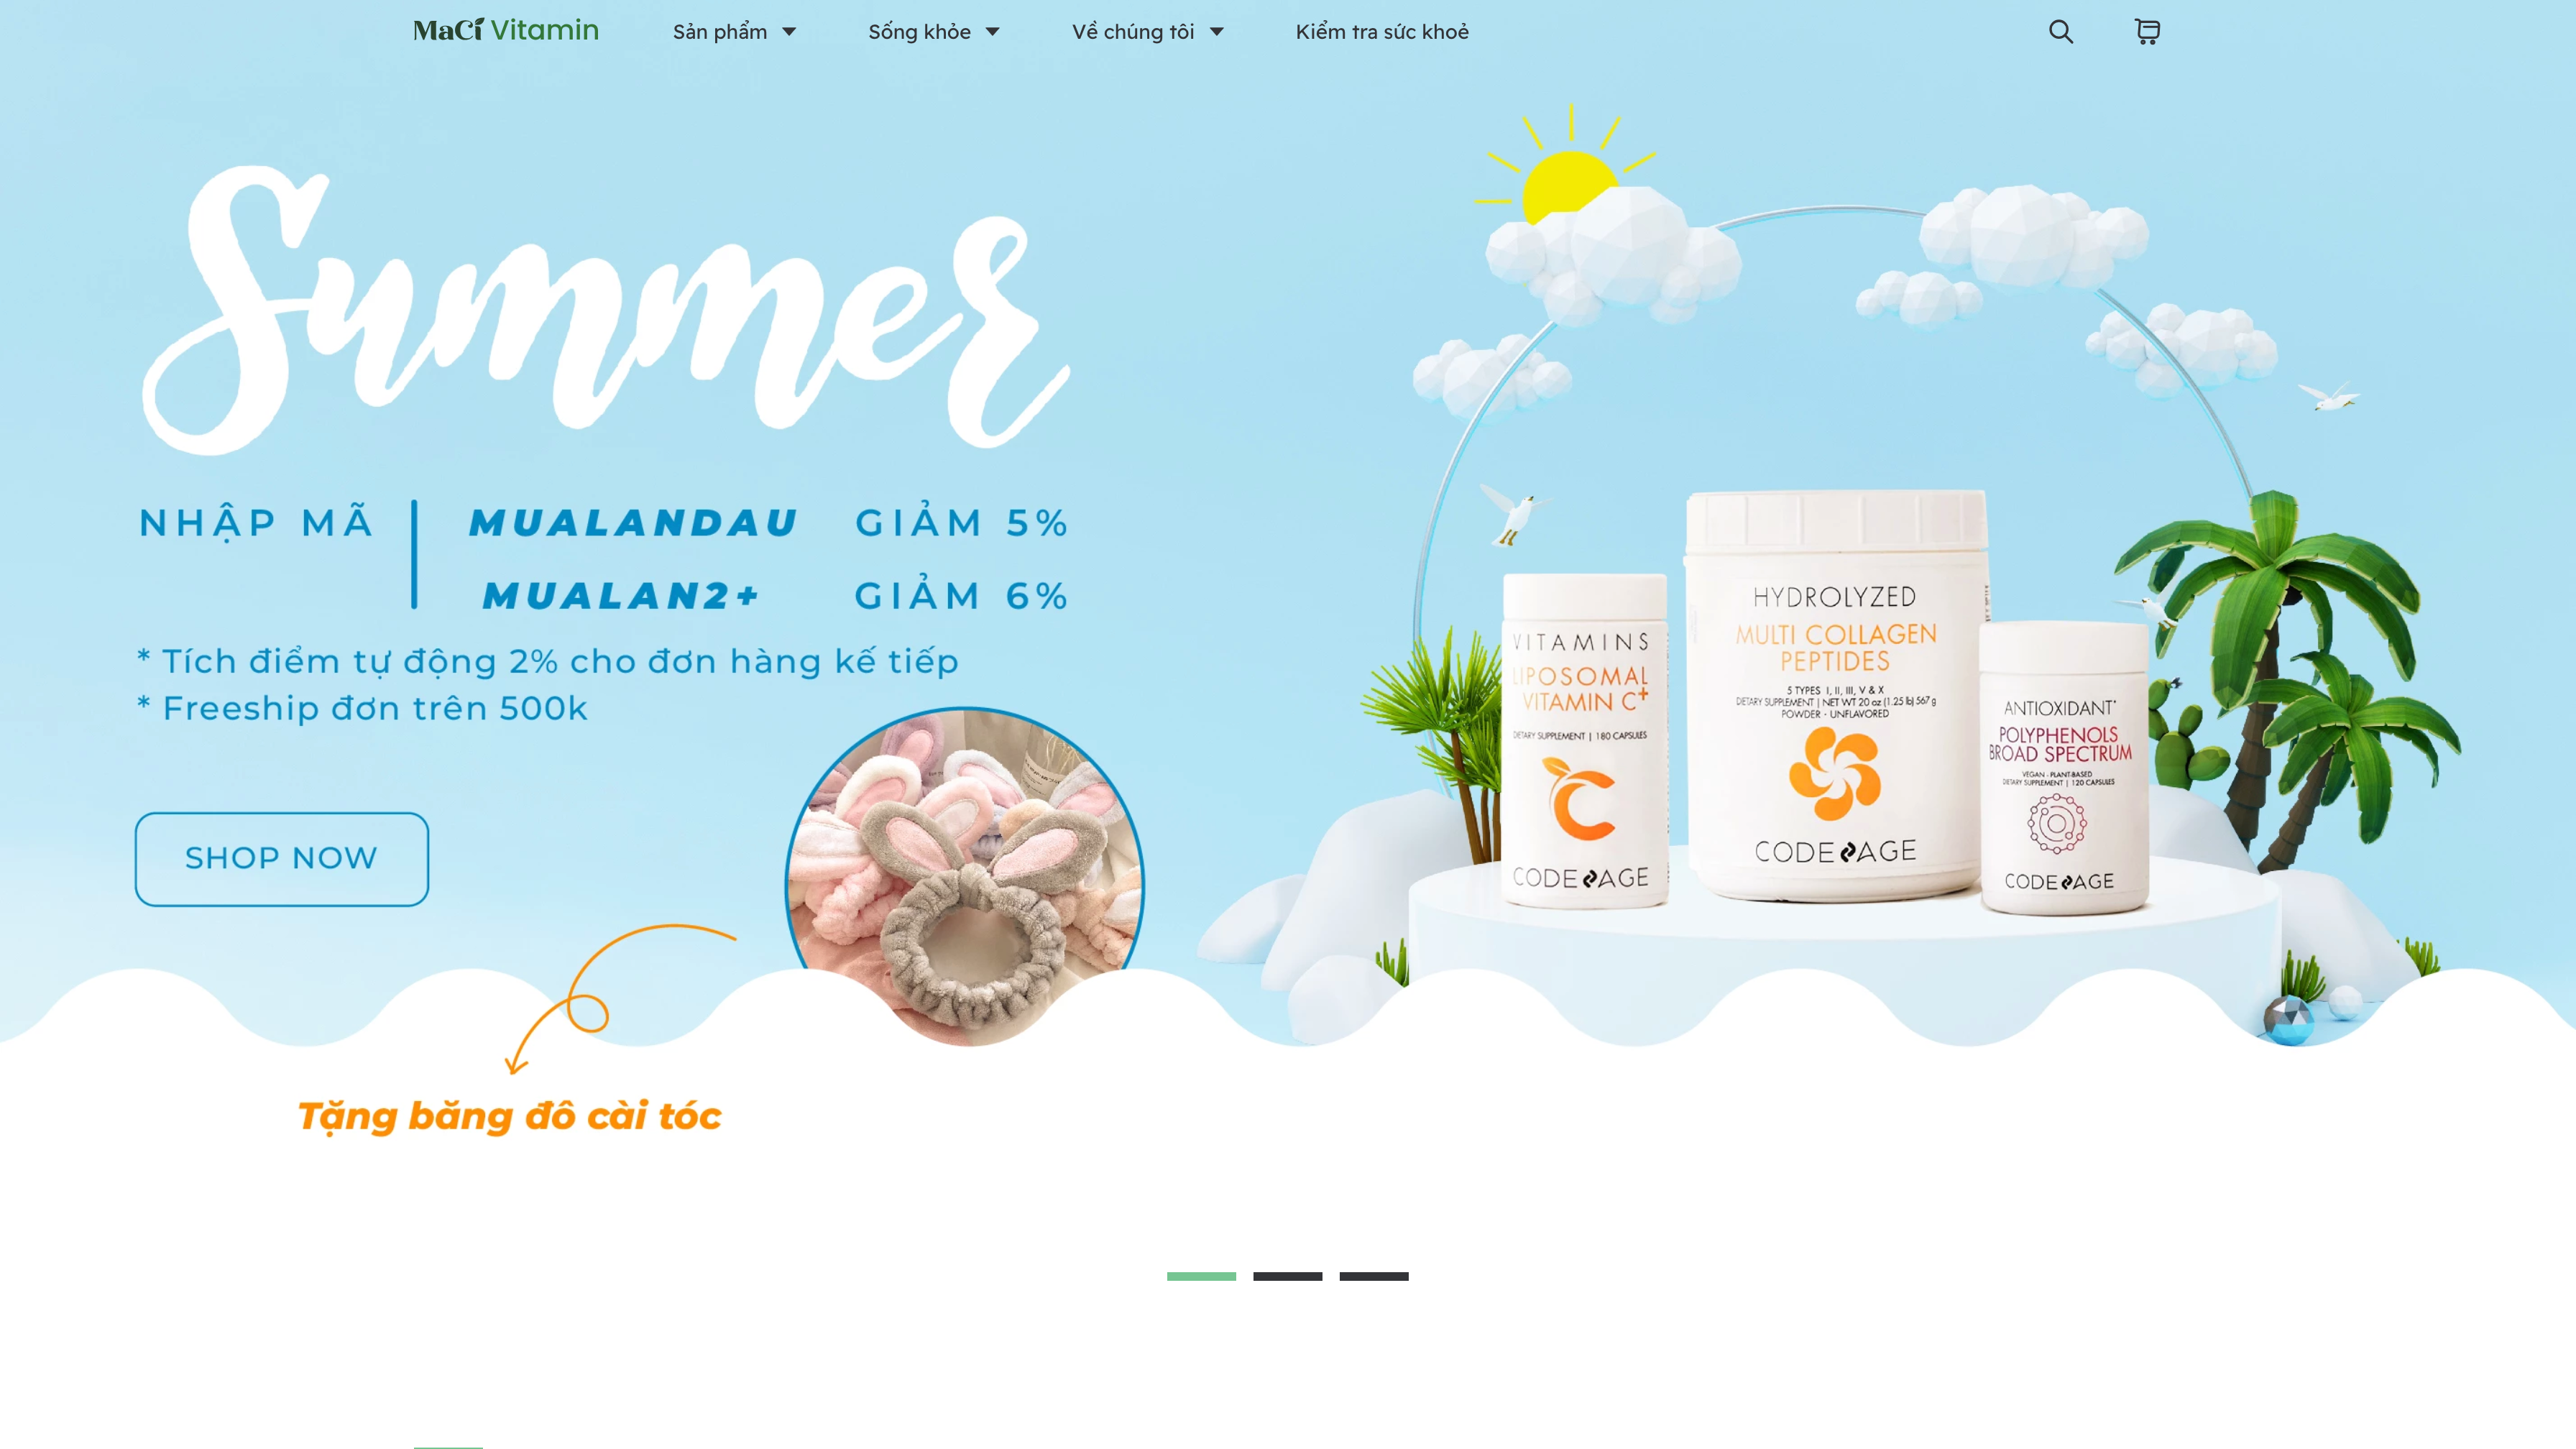 MaCi Vitamin
Sản phẩm
Sống khỏe
Về chúng tôi
Kiểm tra sức khoẻ
Summer
NHẬP MÃ
MUALANDAU GIẢM 5%
MUALAN2+ GIẢM 6%
* Tích điểm tự động 2% cho đơn hàng kế tiếp
* Freeship đơn trên 500k
SHOP NOW
Tặng băng đô cài tóc
VITAMINS
LIPOSOMAL
VITAMIN C+
DIETARY SUPPLEMENT | 180 CAPSULES
CODE AGE
HYDROLYZED
MULTI COLLAGEN
PEPTIDES
5 TYPES I, II, III, V & X
DIETARY SUPPLEMENT | NET WT 20 oz (1.25 lb) 567 g
POWDER - UNFLAVORED
CODE AGE
ANTIOXIDANT*
POLYPHENOLS
BROAD SPECTRUM
VEGAN - PLANT-BASED
DIETARY SUPPLEMENT | 120 CAPSULES
CODE AGE